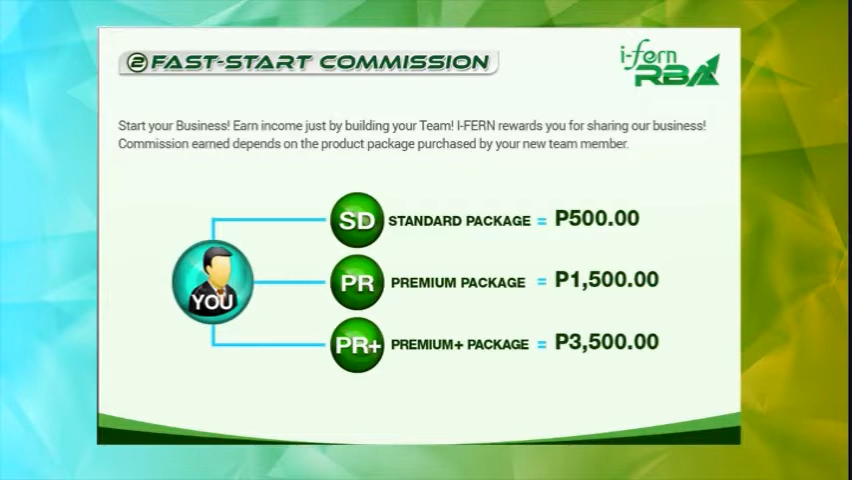 2 FAST-START COMMISSION
i-fern
RBA
Start your Business! Earn income just by building your Team! I-FERN rewards you for sharing our business!
Commission earned depends on the product package purchased by your new team member.
SD STANDARD PACKAGE = P500.00
YOU
PR PREMIUM PACKAGE = P1,500.00
PR+ PREMIUM+ PACKAGE = P3,500.00